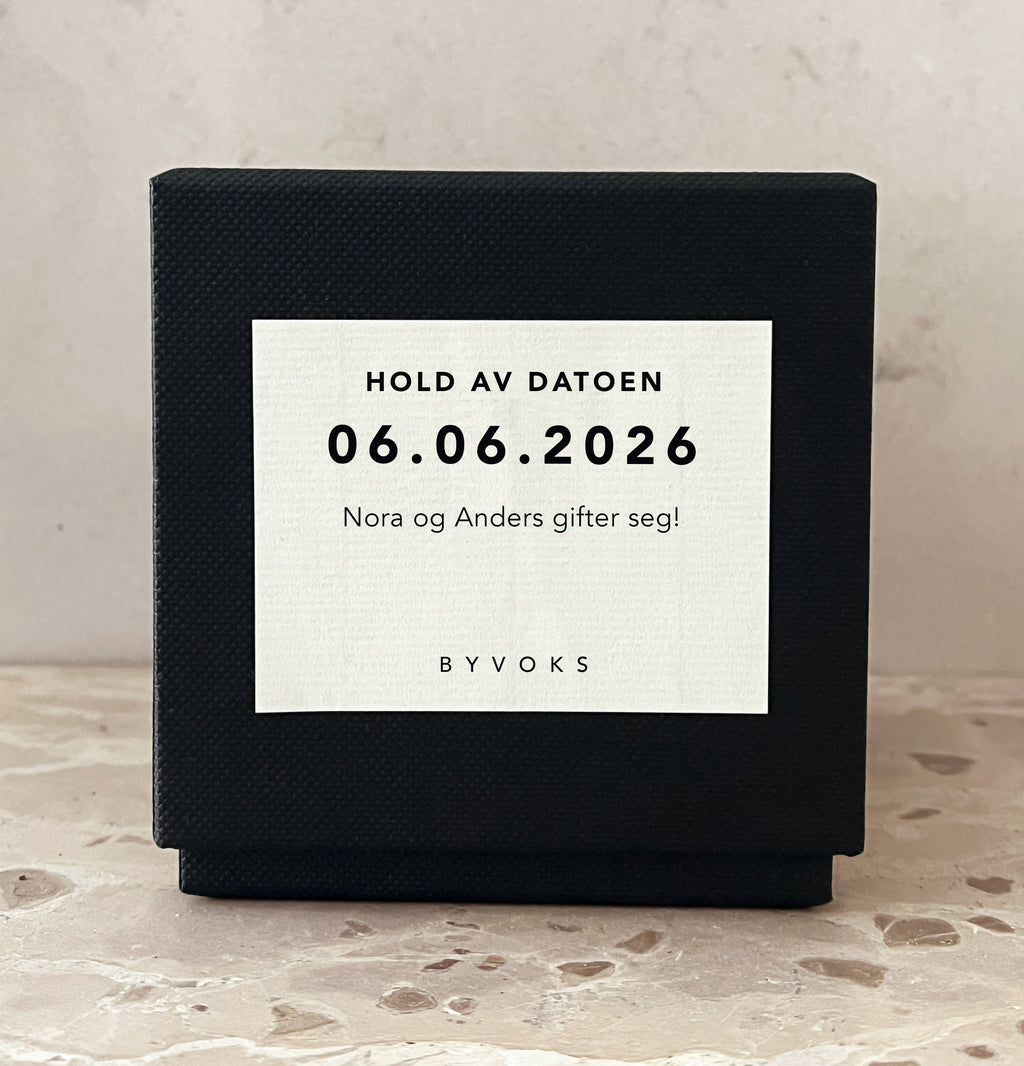 HOLD AV DATOEN
06.06.2026
Nora og Anders gifter seg!
BYVOKS